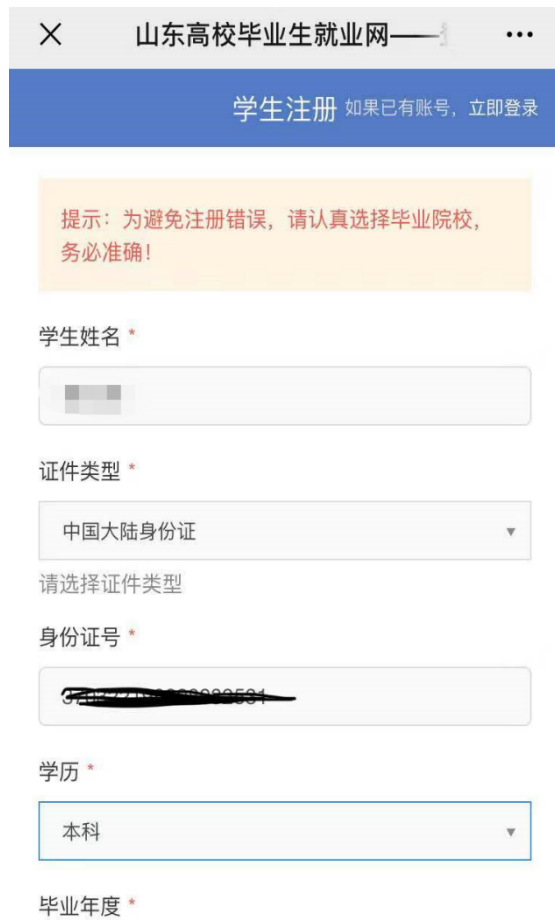 山东高校毕业生就业网——
学生注册 如果已有账号，立即登录
提示：为避免注册错误，请认真选择毕业院校，
务必准确！
学生姓名 *
证件类型 *
中国大陆身份证
请选择证件类型
身份证号 *
学历 *
本科
毕业年度 *